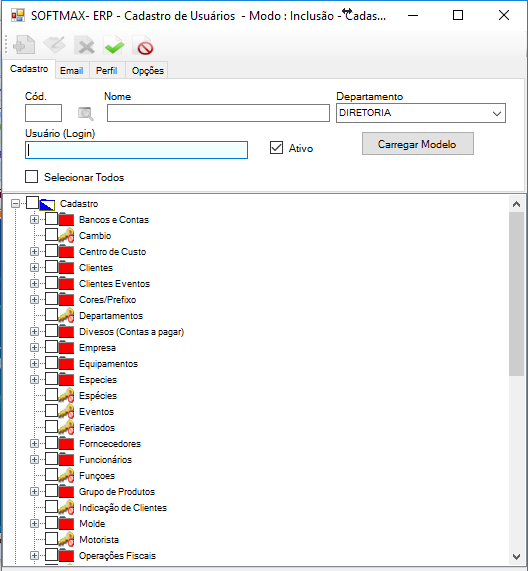 SOFTMAX- ERP - Cadastro de Usuários - Modo : Inclusão - Cadas...
Cadastro Email Perfil Opções
Cód. Nome Departamento
DIRETORIA
Usuário (Login)
Ativo Carregar Modelo
Selecionar Todos
Cadastro
Bancos e Contas
Cambio
Centro de Custo
Clientes
Clientes Eventos
Cores/Prefixo
Departamentos
Divesos (Contas a pagar)
Empresa
Equipamentos
Especies
Espécies
Eventos
Feriados
Forncecedores
Funcionários
Funçoes
Grupo de Produtos
Indicação de Clientes
Molde
Motorista
Operações Fiscais